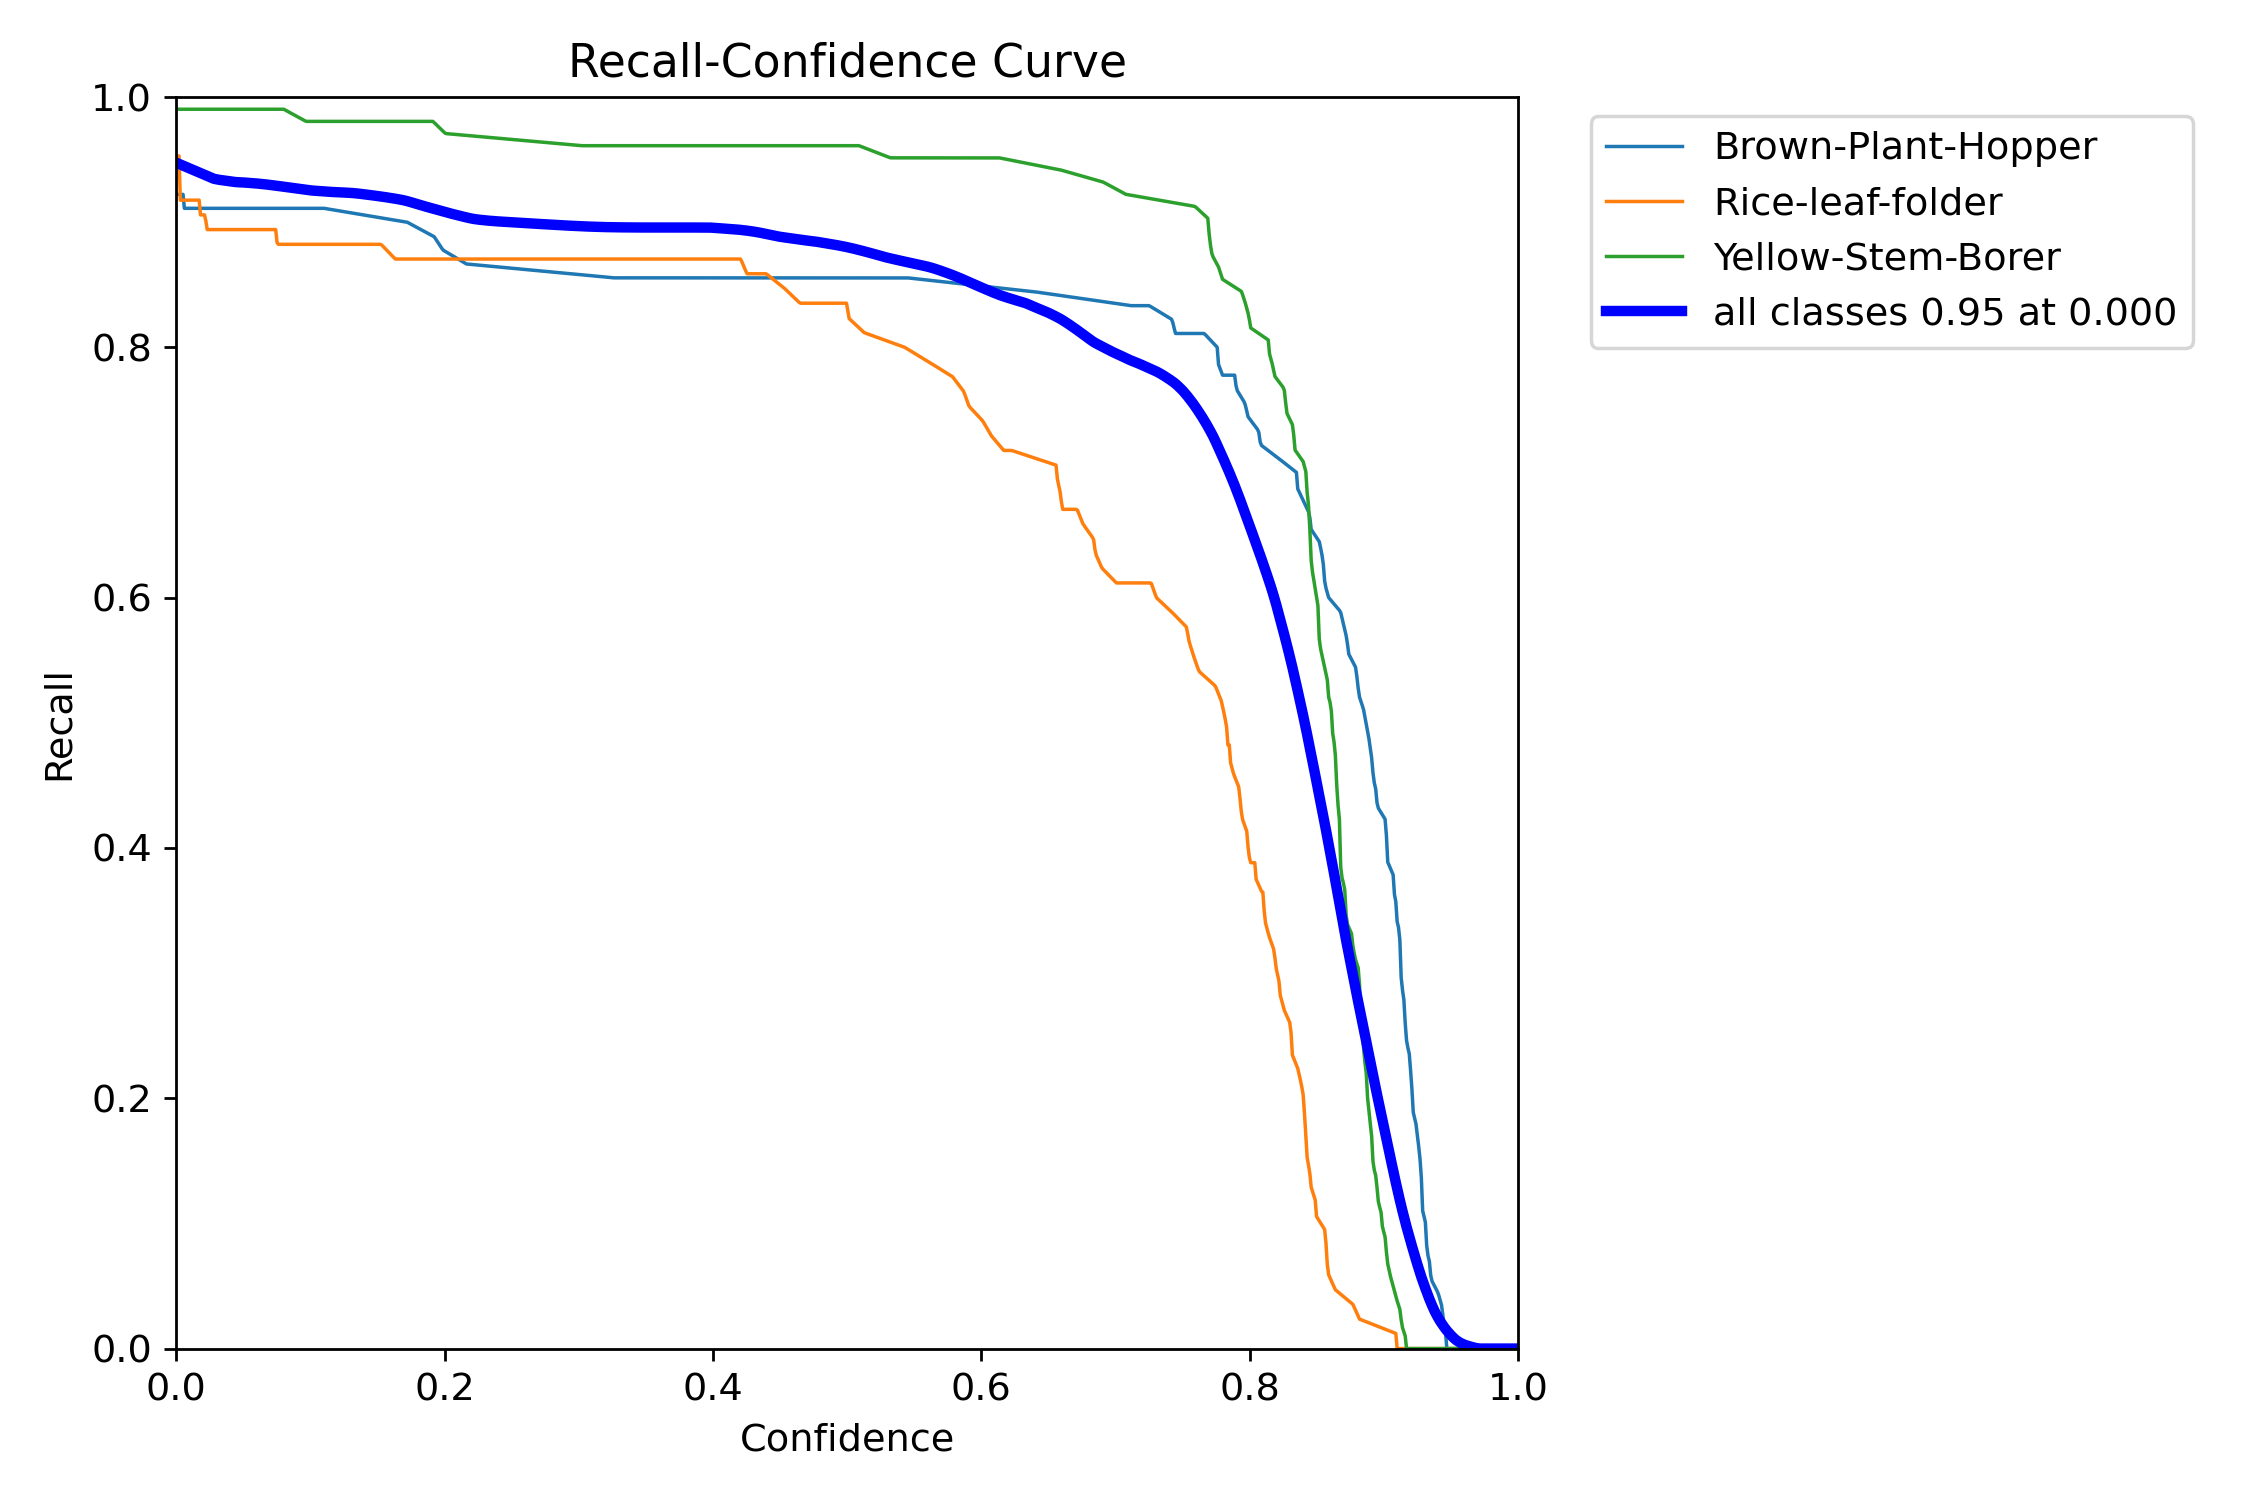 Recall-Confidence Curve
1.0
0.8
0.6
0.4
0.2
0.0
Recall
0.0 0.2 0.4 0.6 0.8 1.0
Confidence
Brown-Plant-Hopper
Rice-leaf-folder
Yellow-Stem-Borer
all classes 0.95 at 0.000